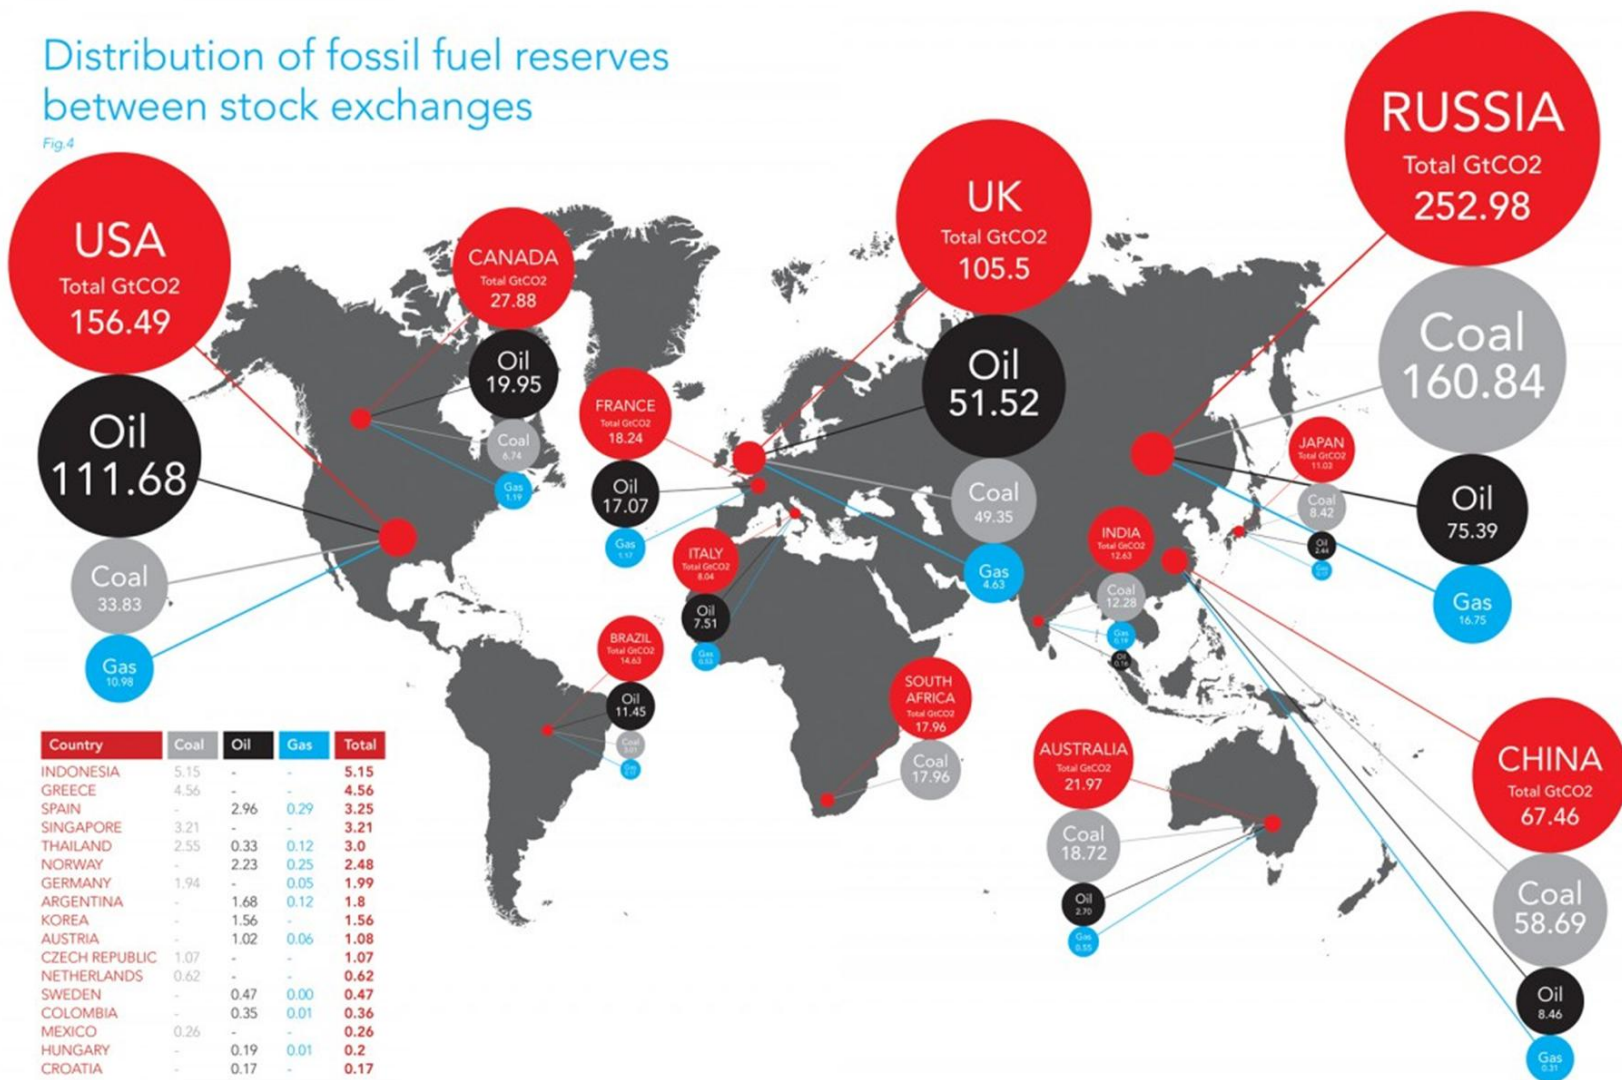 Distribution of fossil fuel reserves
between stock exchanges
Fig.4
USA
Total GtCO2
156.49
Oil
111.68
Coal
33.83
Gas
10.98
CANADA
Total GtCO2
27.88
Oil
19.95
Coal
6.74
Gas
1.19
FRANCE
Total GtCO2
18.24
Oil
17.07
Gas
1.17
UK
Total GtCO2
105.5
Oil
51.52
Coal
49.35
Gas
4.63
RUSSIA
Total GtCO2
252.98
Coal
160.84
Oil
75.39
Gas
16.75
JAPAN
Total GtCO2
11.03
Coal
8.42
Oil
2.44
Gas
ITALY
Total GtCO2
8.04
Oil
7.51
Gas
0.53
INDIA
Total GtCO2
12.63
Coal
12.28
Gas
0.19
Oil
0.16
BRAZIL
Total GtCO2
14.63
Oil
11.45
Coal
Gas
SOUTH
AFRICA
Total GtCO2
17.96
Coal
17.96
AUSTRALIA
Total GtCO2
21.97
Coal
18.72
Oil
2.70
Gas
0.55
CHINA
Total GtCO2
67.46
Coal
58.69
Oil
8.46
Gas
0.31
Country Coal Oil Gas Total
INDONESIA 5.15 - - 5.15
GREECE 4.56 - - 4.56
SPAIN - 2.96 0.29 3.25
SINGAPORE 3.21 - - 3.21
THAILAND 2.55 0.33 0.12 3.0
NORWAY - 2.23 0.25 2.48
GERMANY 1.94 - 0.05 1.99
ARGENTINA - 1.68 0.12 1.8
KOREA - 1.56 - 1.56
AUSTRIA - 1.02 0.06 1.08
CZECH REPUBLIC 1.07 - - 1.07
NETHERLANDS 0.62 - - 0.62
SWEDEN - 0.47 0.00 0.47
COLOMBIA - 0.35 0.01 0.36
MEXICO 0.26 - - 0.26
HUNGARY - 0.19 0.01 0.2
CROATIA - 0.17 - 0.17